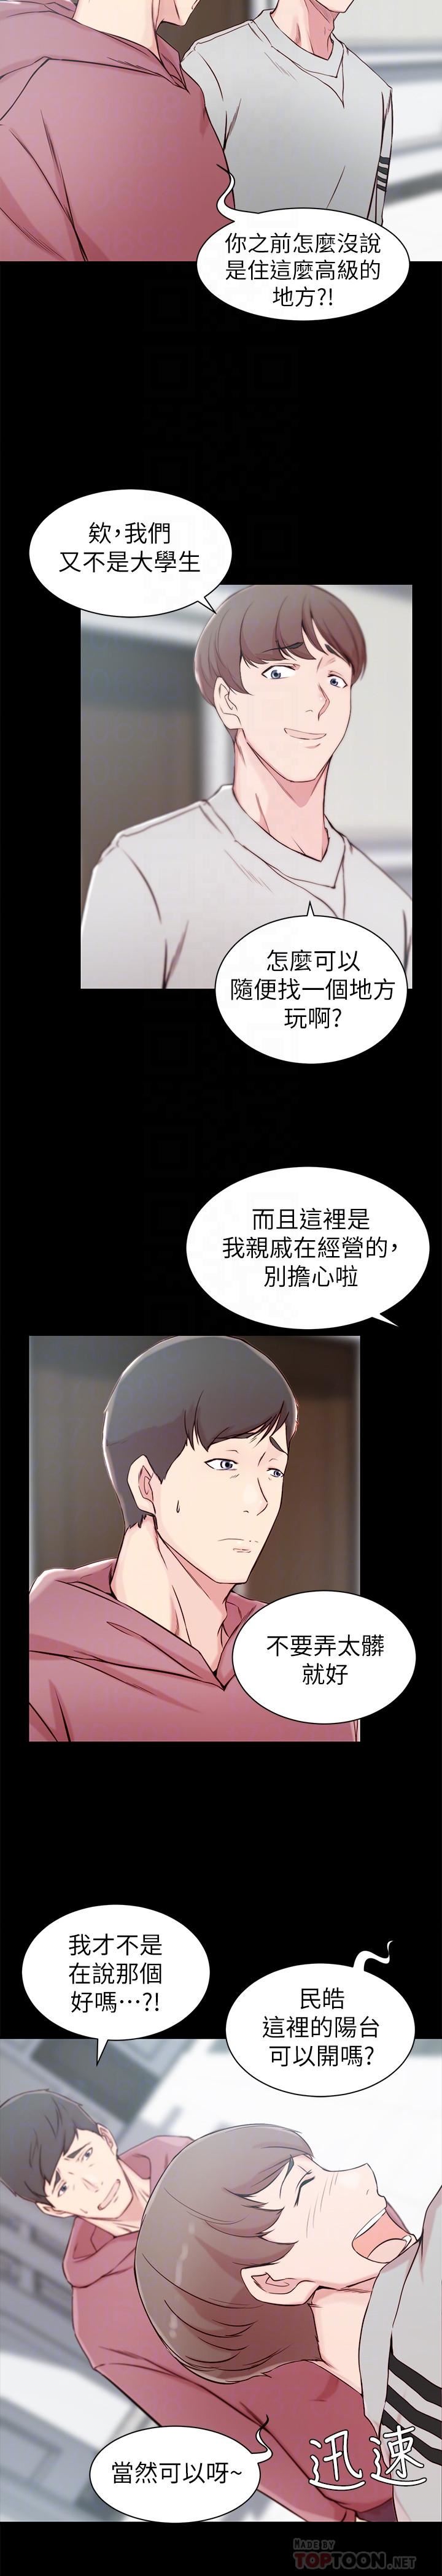 你之前怎麼沒說
是住這麼高級的
地方?!
欸,我們
又不是大學生
怎麼可以
隨便找一個地方
玩啊?
而且這裡是
我親戚在經營的,
別擔心啦
不要弄太髒
就好
我才不是
在說那個
好嗎…?!
民皓
這裡的陽台
可以開嗎?
當然可以呀~
迅速
MADE BY
TOPTOON.NET